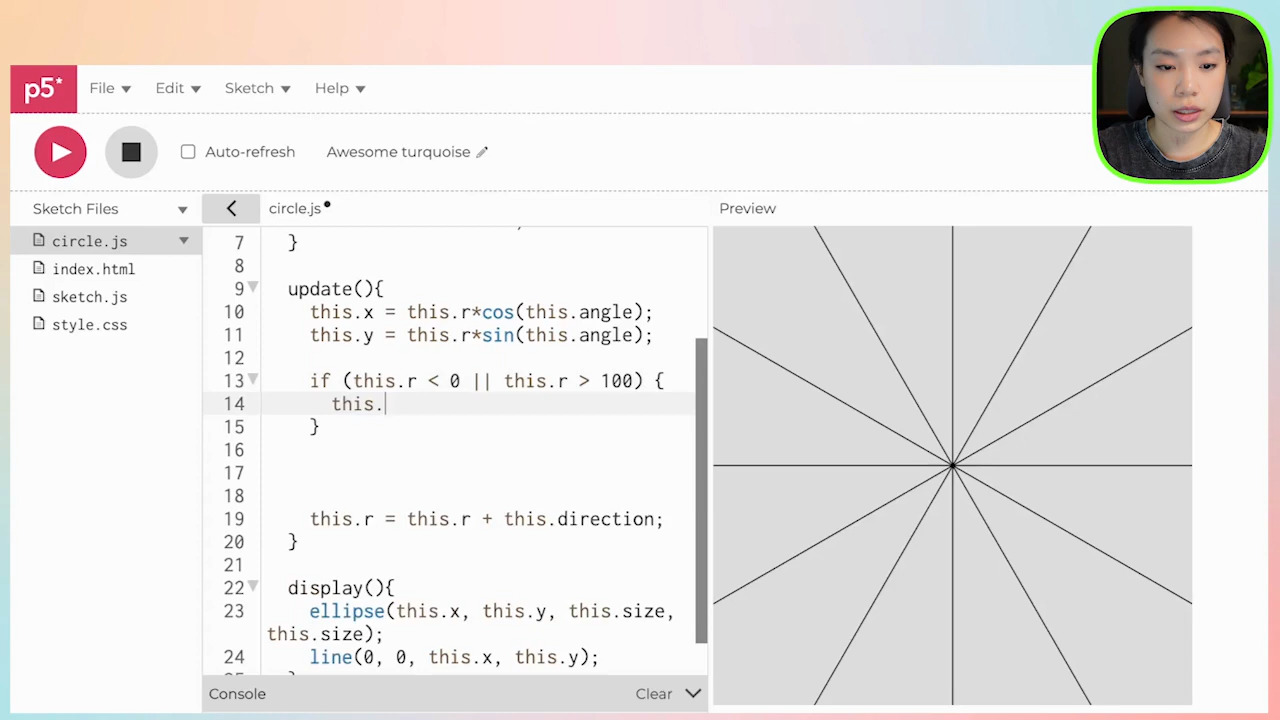 p5*
File
Edit
Sketch
Help
Auto-refresh
Awesome turquoise
Sketch Files
circle.js
index.html
sketch.js
style.css
circle.js
7 }
8
9 update(){
10 this.x = this.r*cos(this.angle);
11 this.y = this.r*sin(this.angle);
12
13 if (this.r < 0 || this.r > 100) {
14 this.
15 }
16
17
18
19 this.r = this.r + this.direction;
20 }
21
22 display(){
23 ellipse(this.x, this.y, this.size,
this.size);
24 line(0, 0, this.x, this.y);
Console
Clear
Preview